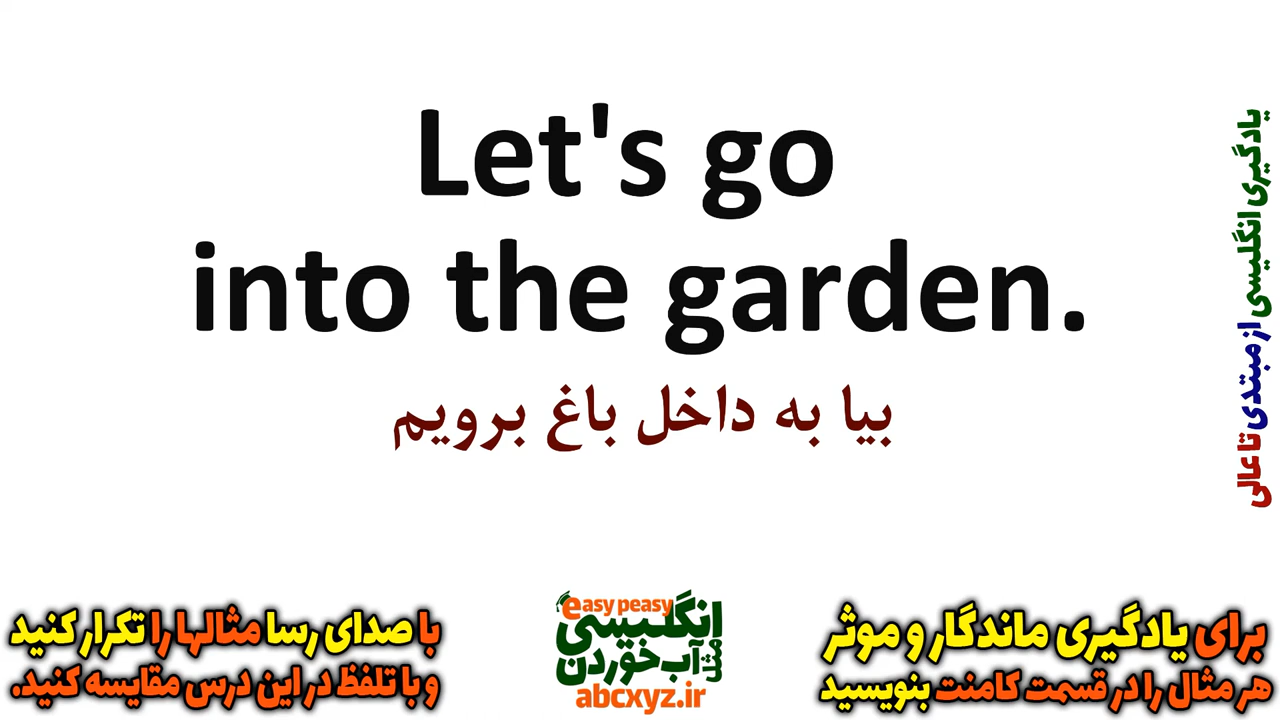 Let's go
into the garden.
بیا به داخل باغ برویم
یادگیری انگلیسی از مبتدی تا عالی
با صدای رسا مثالها را تکرار کنید
و با تلفظ در این درس مقایسه کنید.
easy peasy
انگلیسی
مثل آب خوردن
abcxyz.ir
برای یادگیری ماندگار و موثر
هر مثال را در قسمت کامنت بنویسید